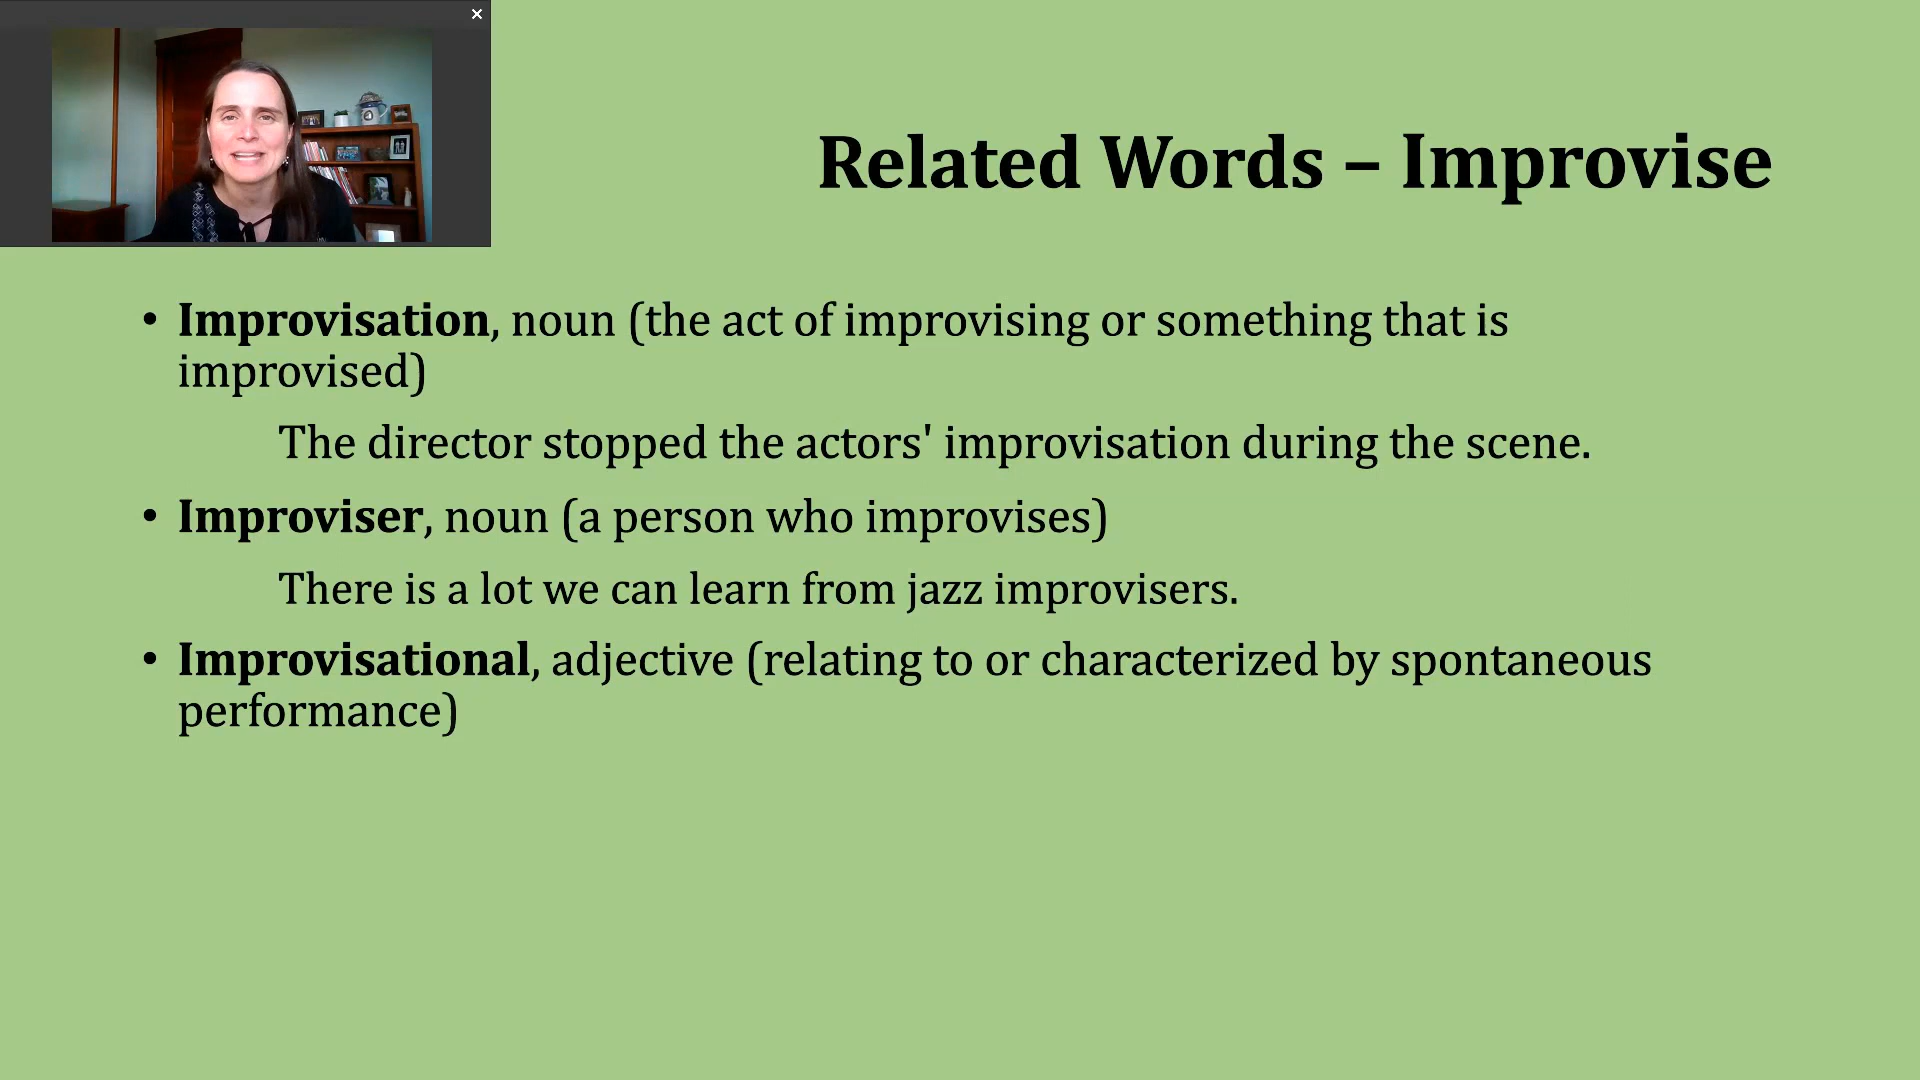 Related Words – Improvise
• Improvisation, noun (the act of improvising or something that is
improvised)
The director stopped the actors' improvisation during the scene.
• Improviser, noun (a person who improvises)
There is a lot we can learn from jazz improvisers.
• Improvisational, adjective (relating to or characterized by spontaneous
performance)